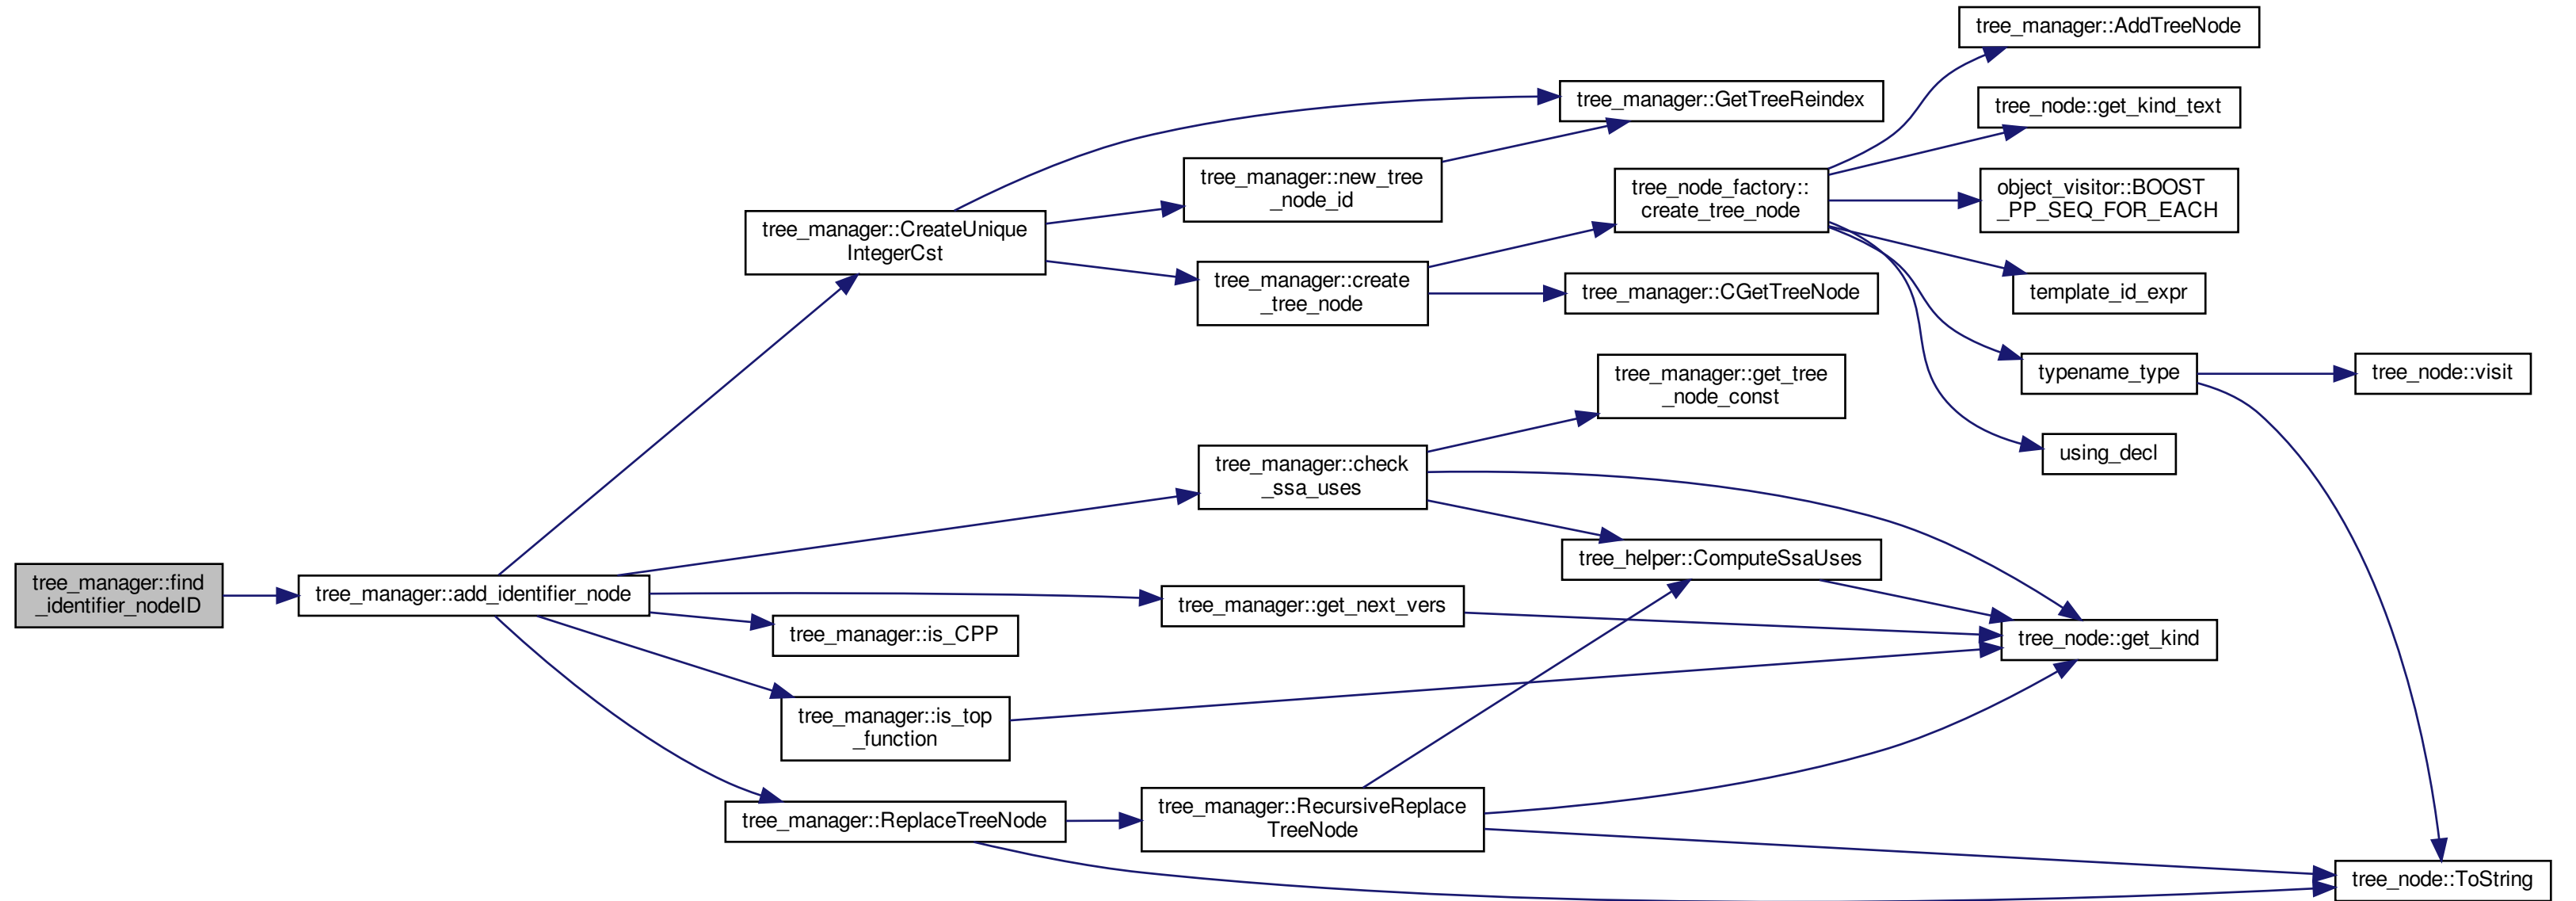 tree_manager::find
_identifier_nodeID
tree_manager::add_identifier_node
tree_manager::CreateUnique
IntegerCst
tree_manager::GetTreeReindex
tree_manager::new_tree
_node_id
tree_manager::create
_tree_node
tree_node_factory::
create_tree_node
tree_manager::CGetTreeNode
tree_manager::AddTreeNode
tree_node::get_kind_text
object_visitor::BOOST
_PP_SEQ_FOR_EACH
template_id_expr
typename_type
using_decl
tree_node::visit
tree_manager::check
_ssa_uses
tree_manager::get_tree
_node_const
tree_helper::ComputeSsaUses
tree_manager::get_next_vers
tree_node::get_kind
tree_manager::is_CPP
tree_manager::is_top
_function
tree_manager::ReplaceTreeNode
tree_manager::RecursiveReplace
TreeNode
tree_node::ToString